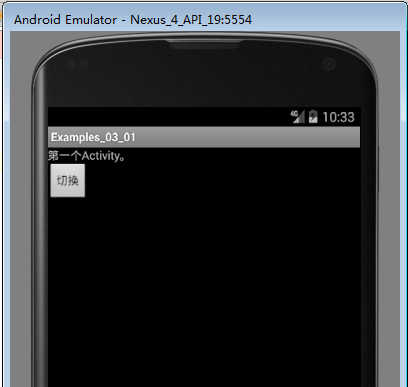 Android Emulator - Nexus_4_API_19:5554
4G 10:33
Examples_03_01
第一个Activity。
切换